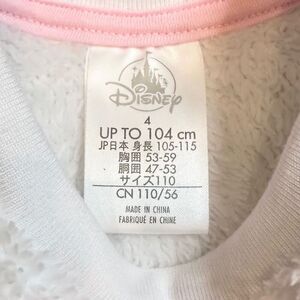 Disney
4
UP TO 104 cm
JP日本 身長 105-115
胸囲 53-59
胴囲 47-53
サイズ110
CN 110/56
MADE IN CHINA
FABRIQUÉ EN CHINE